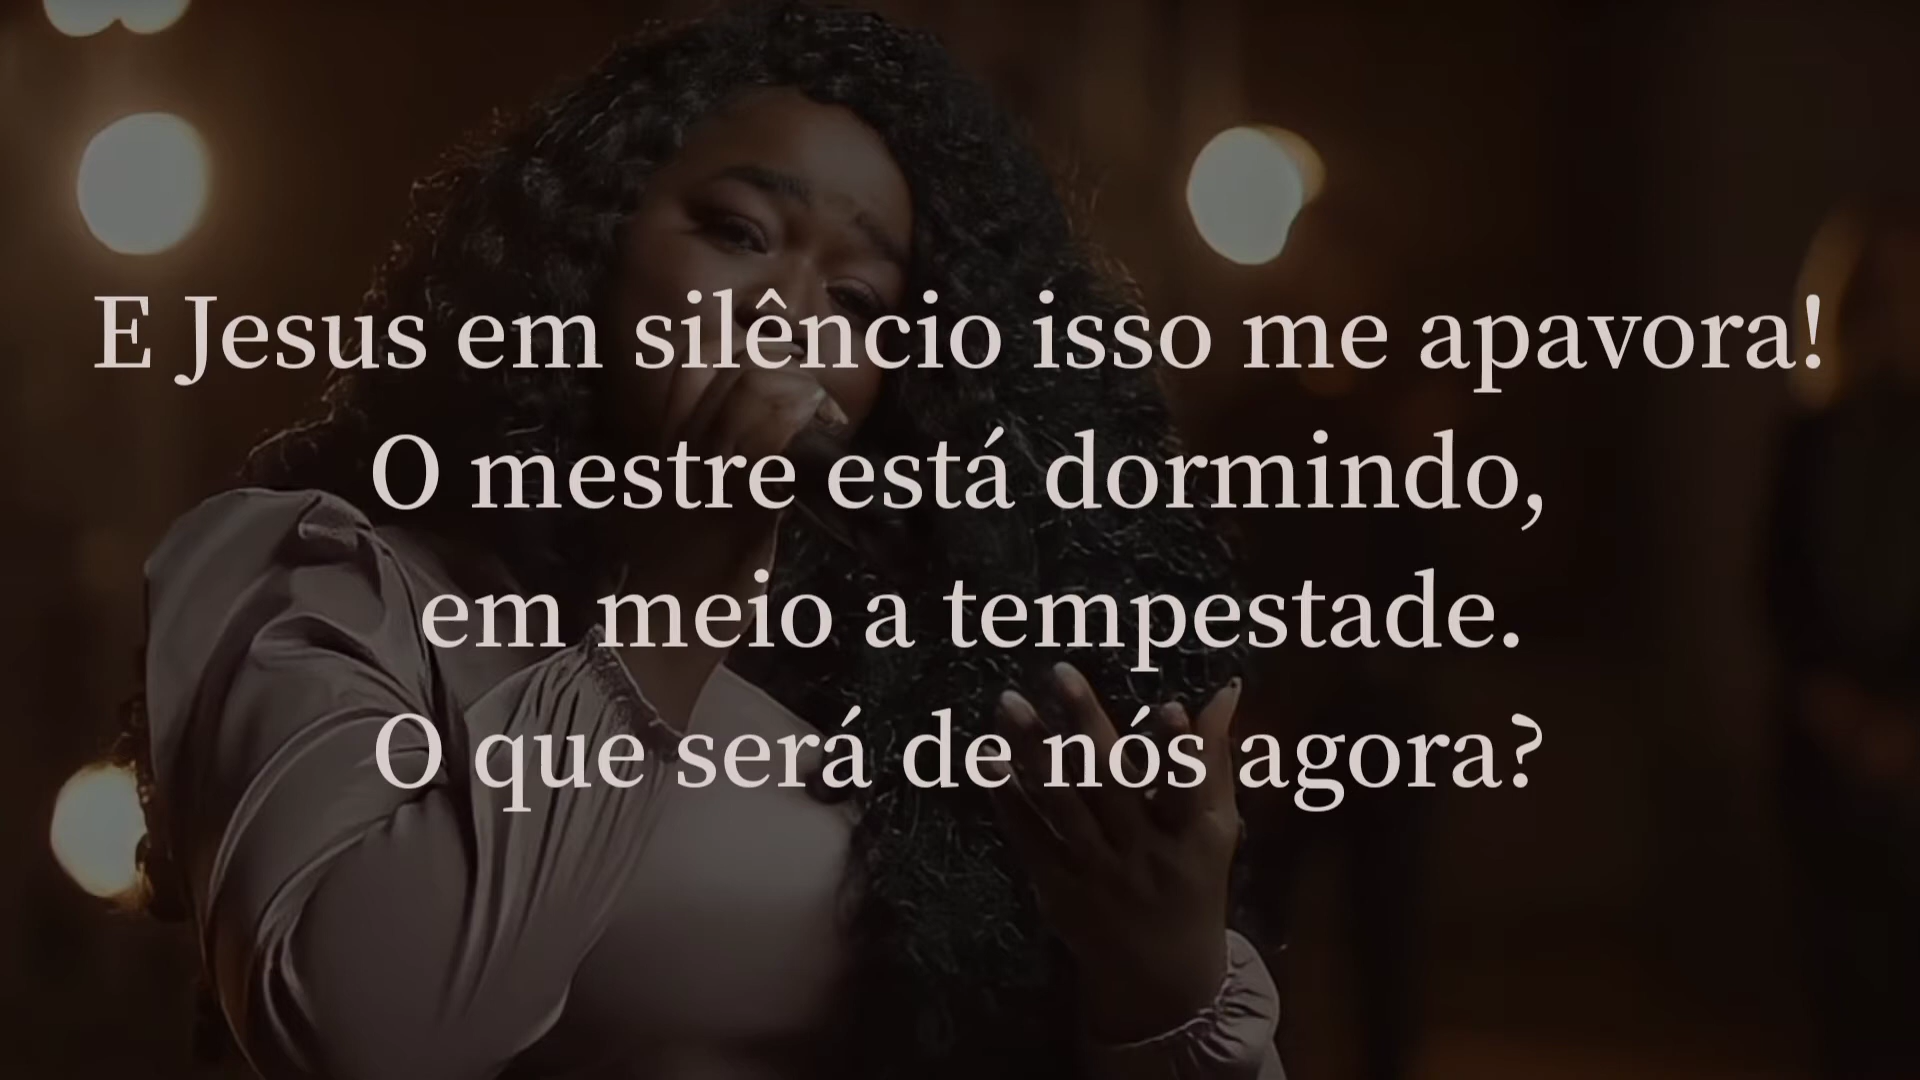 E Jesus em silêncio isso me apavora!
O mestre está dormindo,
em meio a tempestade.
O que será de nós agora?